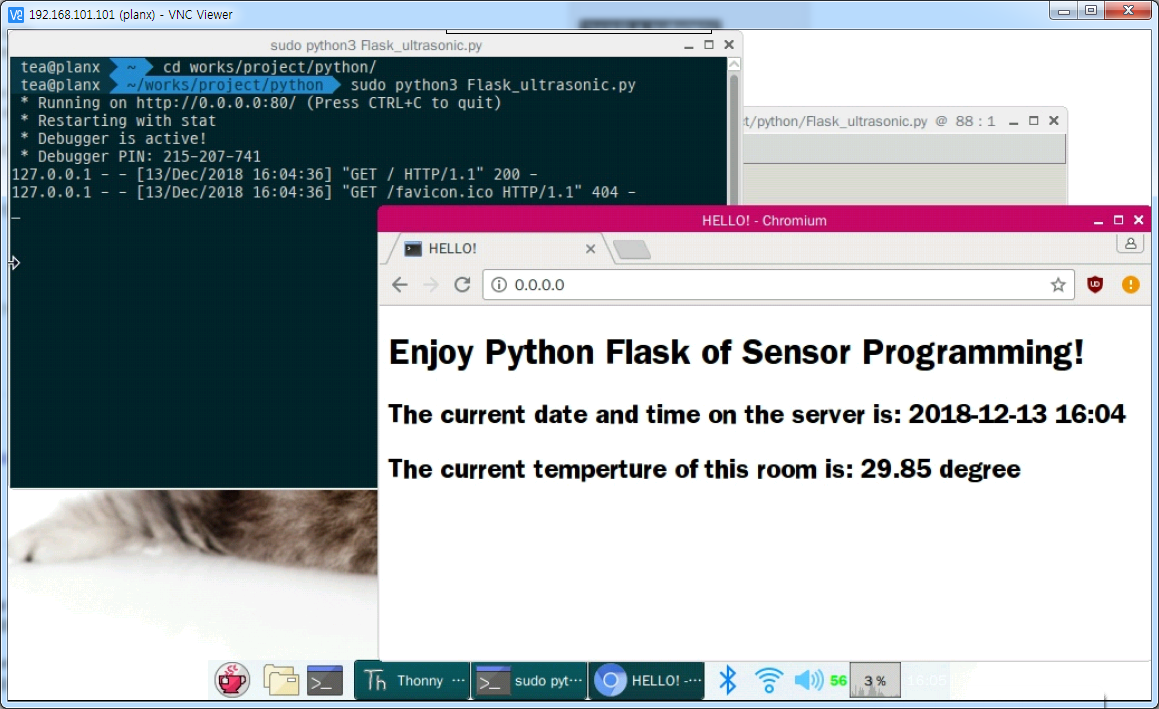 192.168.101.101 (planx) - VNC Viewer
sudo python3 Flask_ultrasonic.py
tea@planx ~ cd works/project/python/
tea@planx ~/works/project/python sudo python3 Flask_ultrasonic.py
* Running on http://0.0.0.0:80/ (Press CTRL+C to quit)
* Restarting with stat
* Debugger is active!
* Debugger PIN: 215-207-741
127.0.0.1 - - [13/Dec/2018 16:04:36] "GET / HTTP/1.1" 200 -
127.0.0.1 - - [13/Dec/2018 16:04:36] "GET /favicon.ico HTTP/1.1" 404 -
t/python/Flask_ultrasonic.py @ 88 : 1
HELLO! - Chromium
HELLO!
0.0.0.0
Enjoy Python Flask of Sensor Programming!
The current date and time on the server is: 2018-12-13 16:04
The current temperture of this room is: 29.85 degree
Thonny ...
sudo pyt...
HELLO! -...
56
3 %
16:05